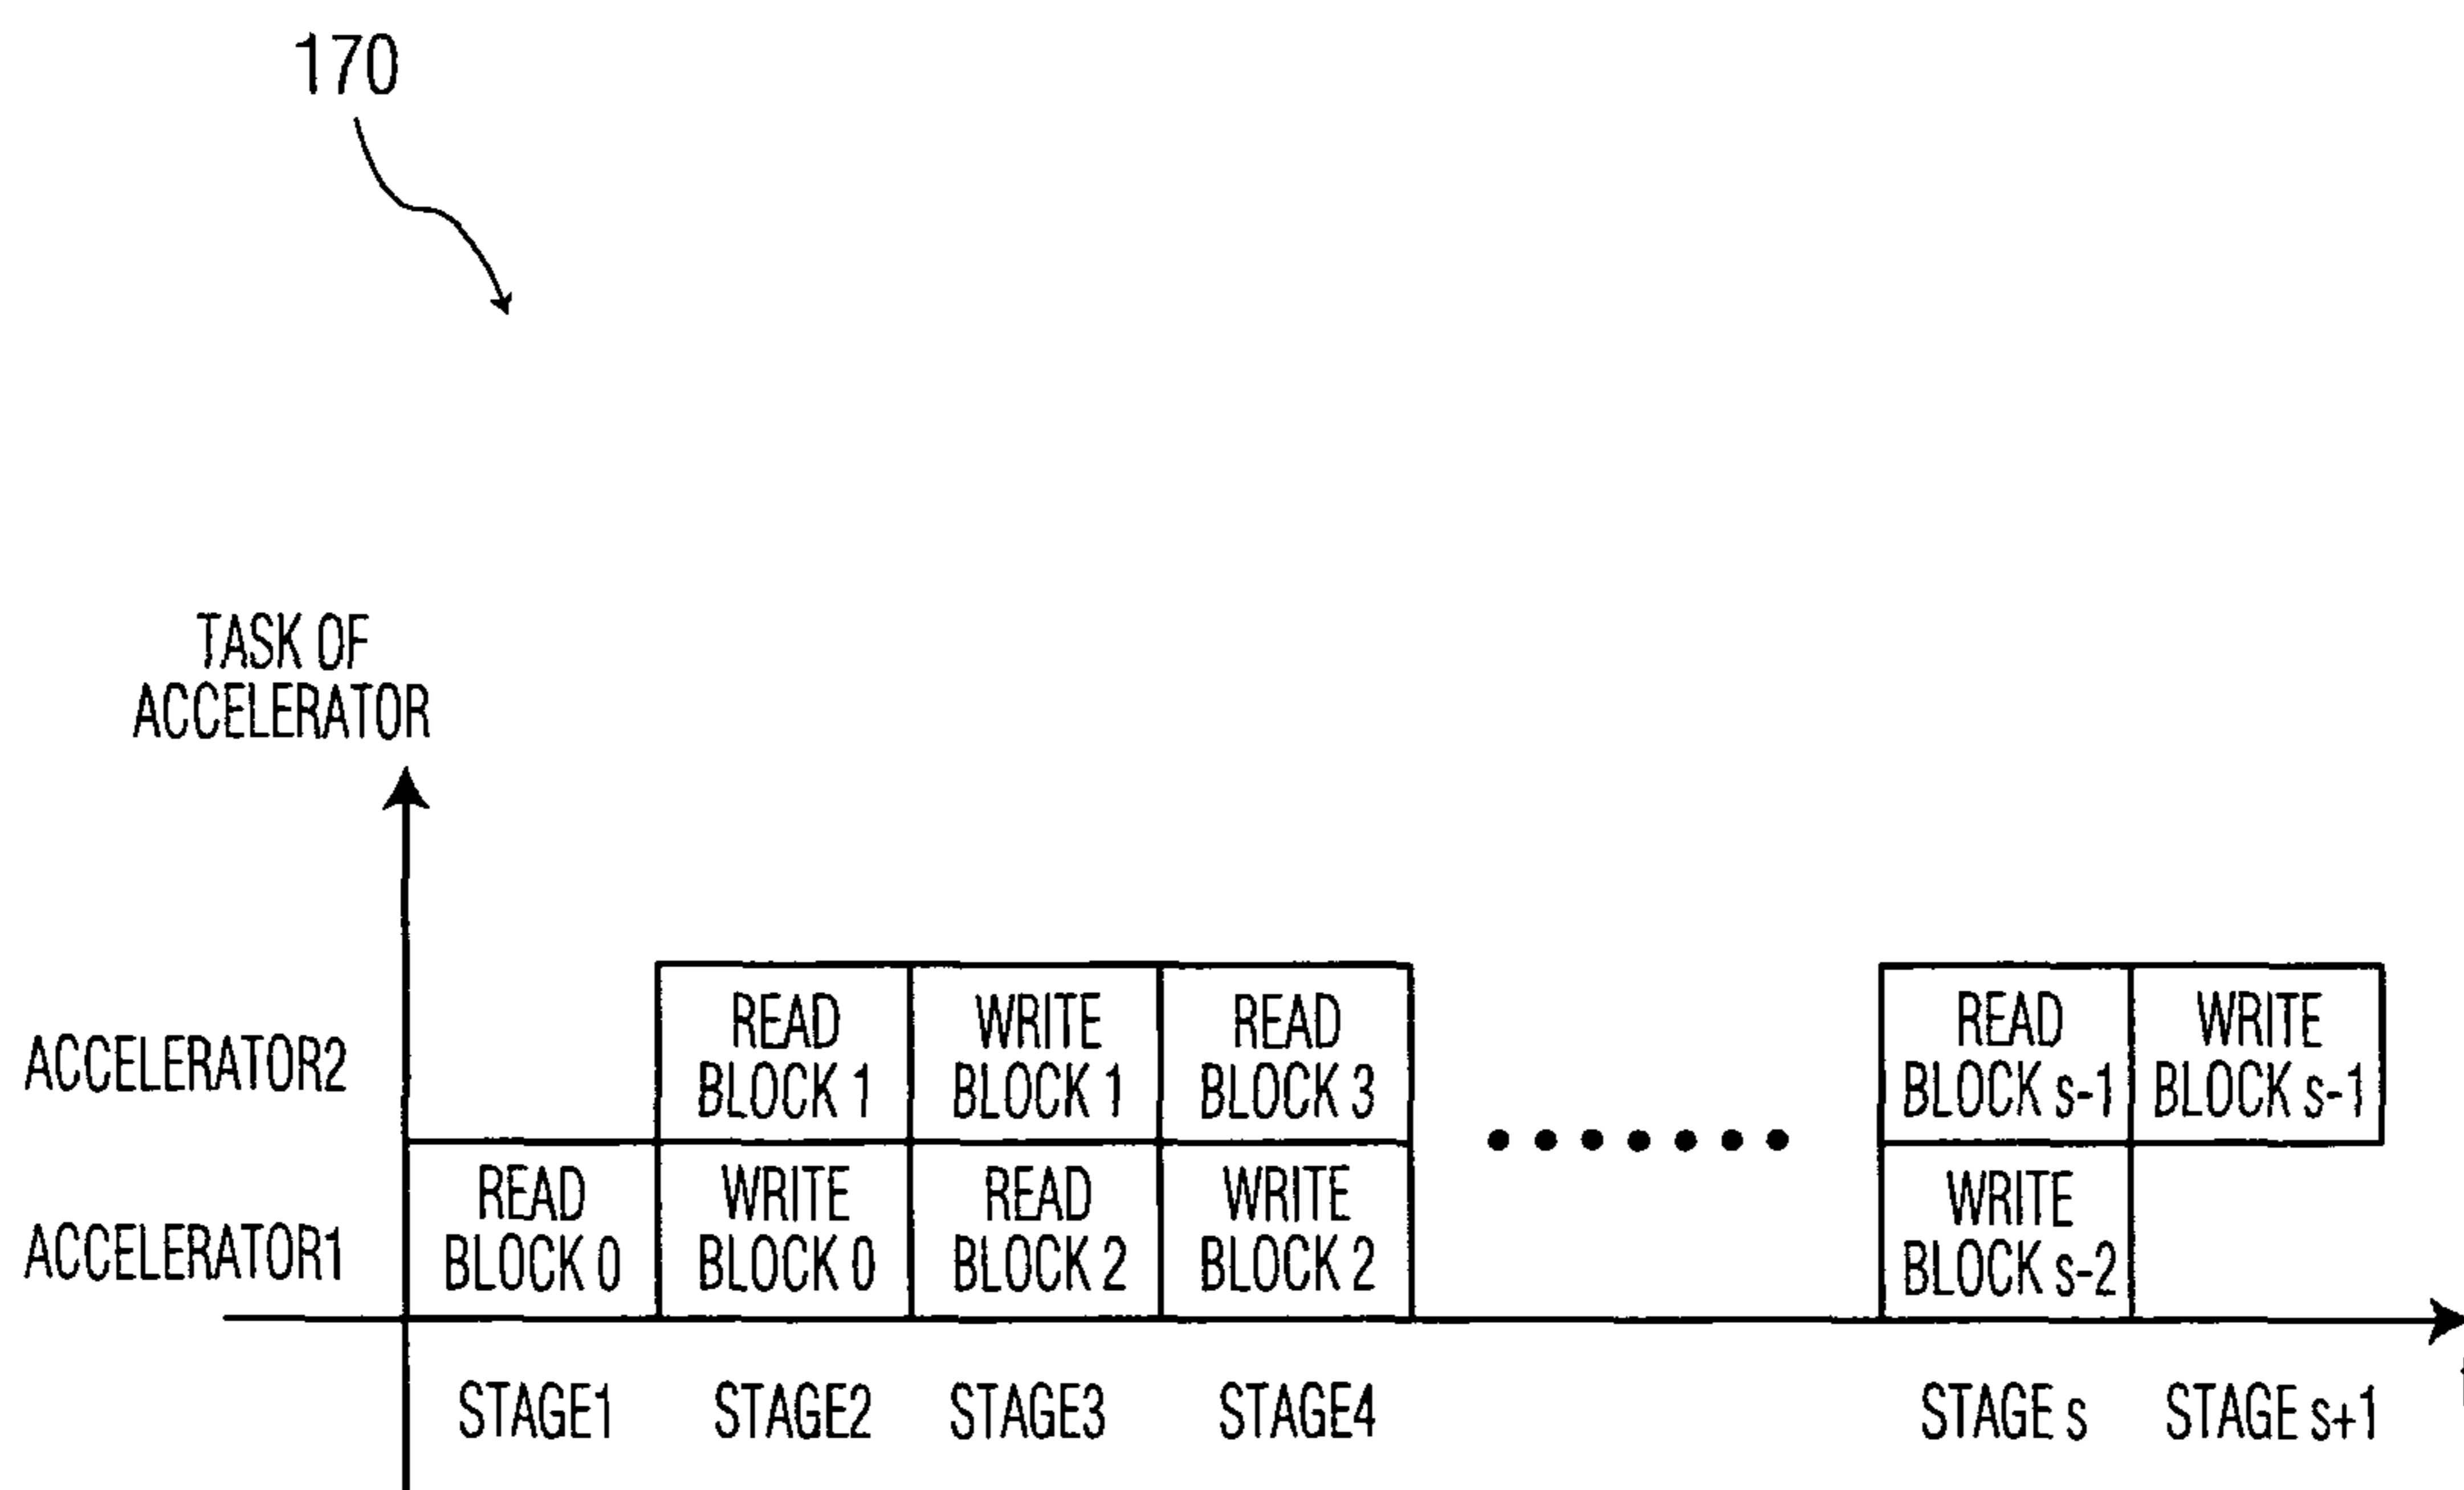 170
TASK OF
ACCELERATOR
ACCELERATOR2
READ
BLOCK 1
WRITE
BLOCK 1
READ
BLOCK 3
READ
BLOCK s-1
WRITE
BLOCK s-1
ACCELERATOR1
READ
BLOCK 0
WRITE
BLOCK 0
READ
BLOCK 2
WRITE
BLOCK 2
WRITE
BLOCK s-2
STAGE1
STAGE2
STAGE3
STAGE4
STAGE s
STAGE s+1